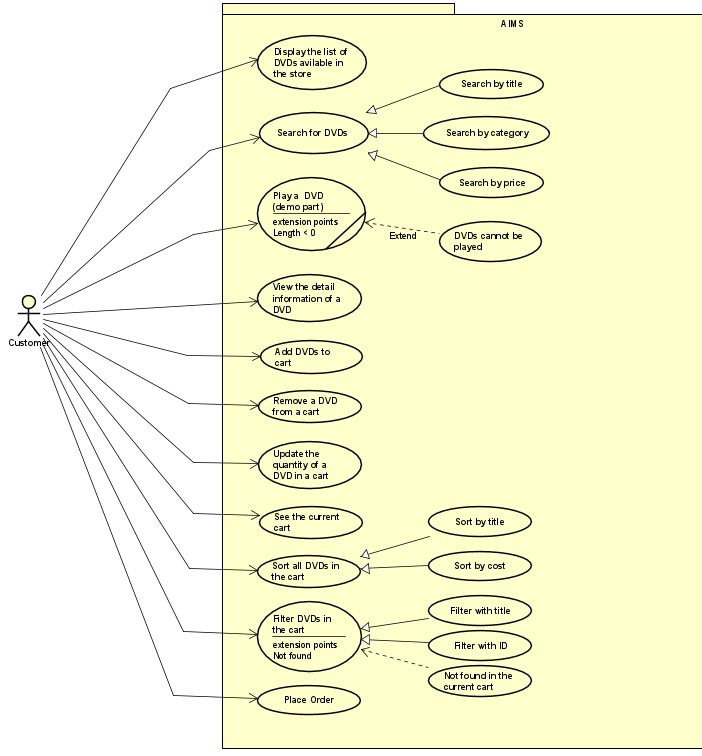 AIMS
Display the list of
DVDs avilable in
the store
Search by title
Search for DVDs
Search by category
Search by price
Play a DVD
(demo part)
extension points
Length < 0
Extend
DVDs cannot be
played
View the detail
information of a
DVD
Customer
Add DVDs to
cart
Remove a DVD
from a cart
Update the
quantity of a
DVD in a cart
See the current
cart
Sort by title
Sort all DVDs in
the cart
Sort by cost
Filter DVDs in
the cart
extension points
Not found
Filter with title
Filter with ID
Not found in the
current cart
Place Order